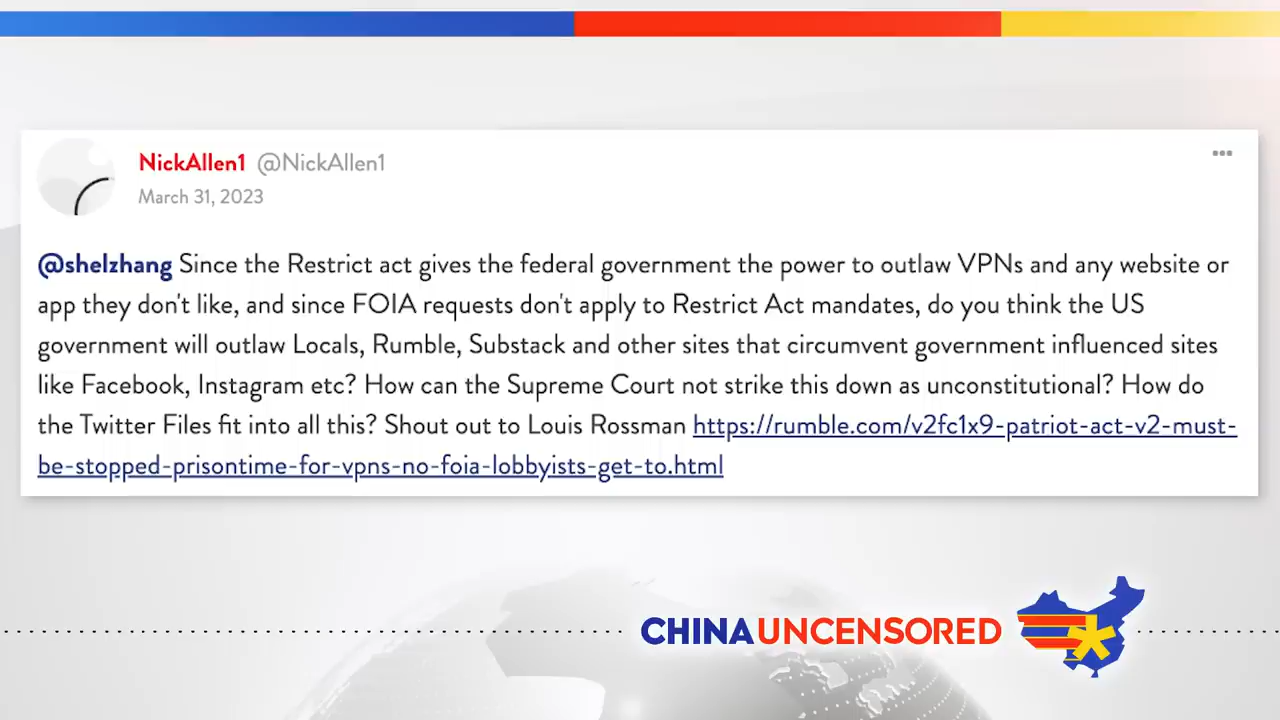 NickAllen1 @NickAllen1
March 31, 2023
@shelzhang Since the Restrict act gives the federal government the power to outlaw VPNs and any website or
app they don't like, and since FOIA requests don't apply to Restrict Act mandates, do you think the US
government will outlaw Locals, Rumble, Substack and other sites that circumvent government influenced sites
like Facebook, Instagram etc? How can the Supreme Court not strike this down as unconstitutional? How do
the Twitter Files fit into all this? Shout out to Louis Rossman https://rumble.com/v2fc1x9-patriot-act-v2-must-
be-stopped-prisontime-for-vpns-no-foia-lobbyists-get-to.html
CHINA UNCENSORED